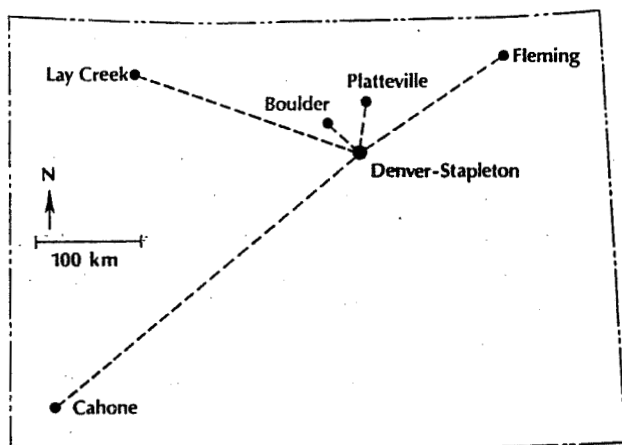 Fleming
Lay Creek
Platteville
Boulder
Denver-Stapleton
N
100 km
Cahone